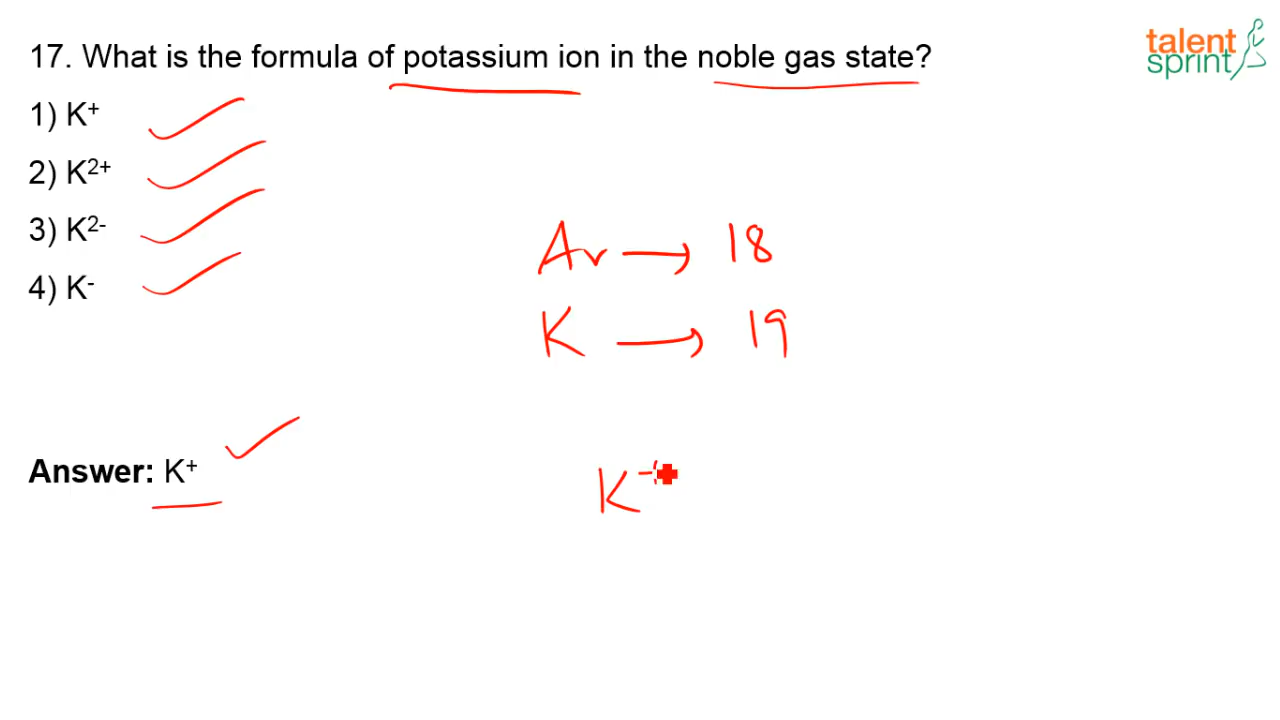 17. What is the formula of potassium ion in the noble gas state?
talent
sprint
1) K⁺
2) K²⁺
3) K²⁻
4) K⁻
Ar → 18
K → 19
Answer: K⁺
K⁺